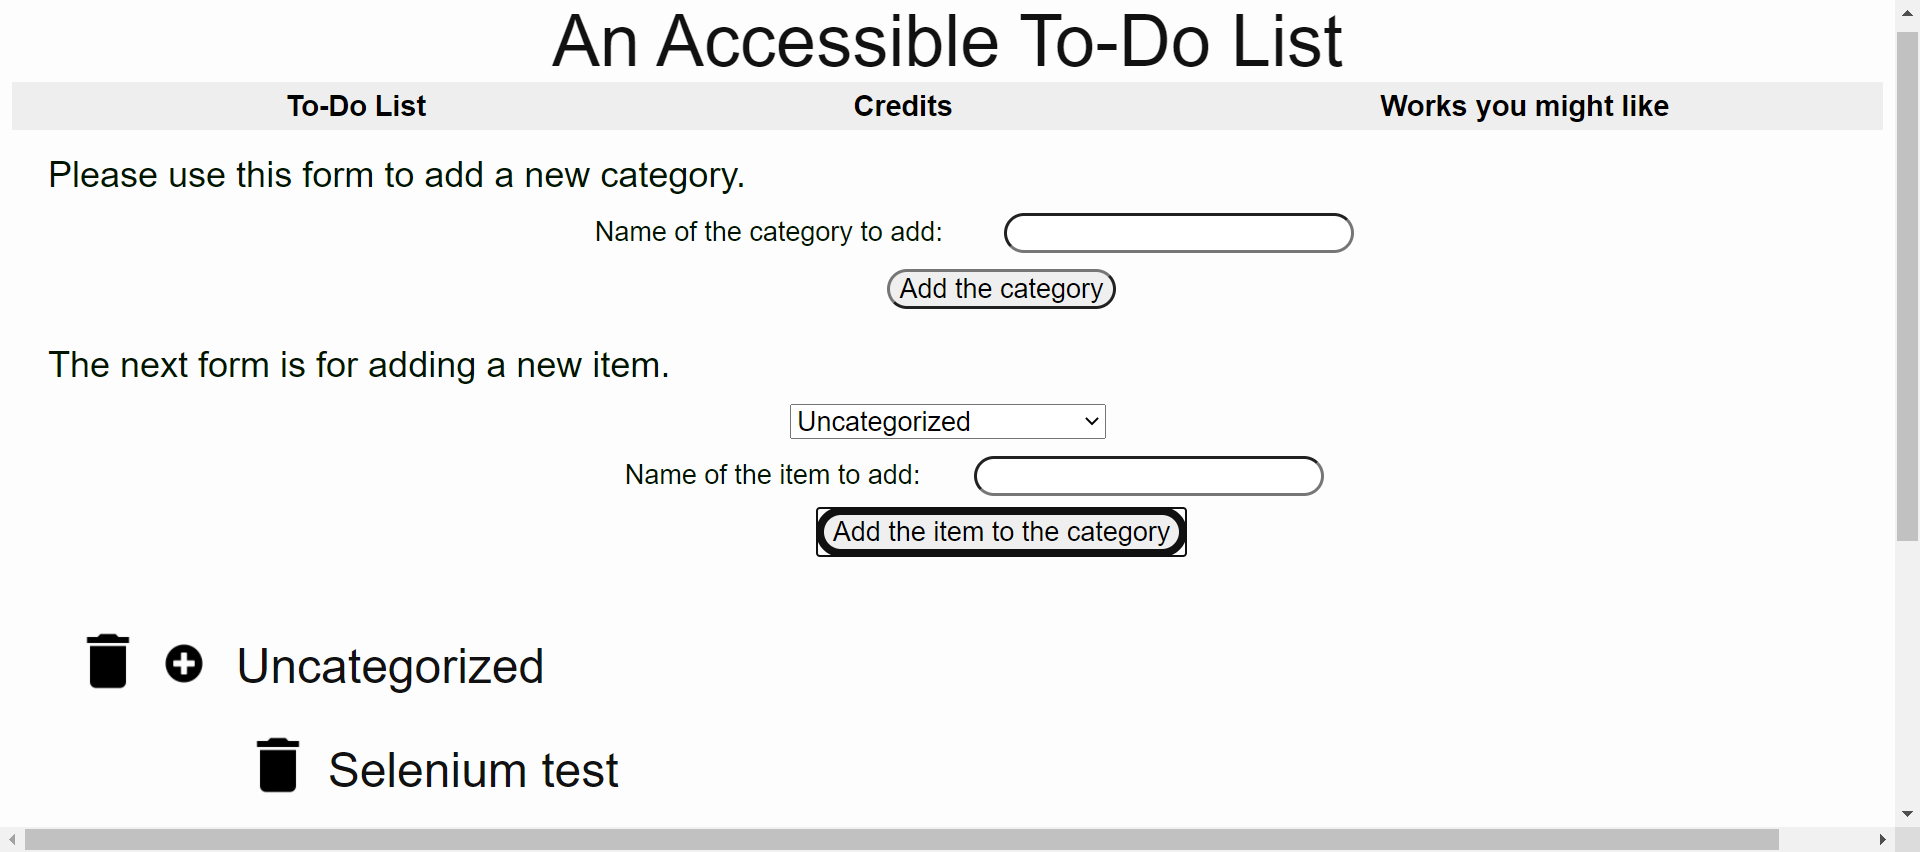 An Accessible To-Do List
To-Do List Credits Works you might like
Please use this form to add a new category.
Name of the category to add:
Add the category
The next form is for adding a new item.
Uncategorized
Name of the item to add:
Add the item to the category
Uncategorized
Selenium test